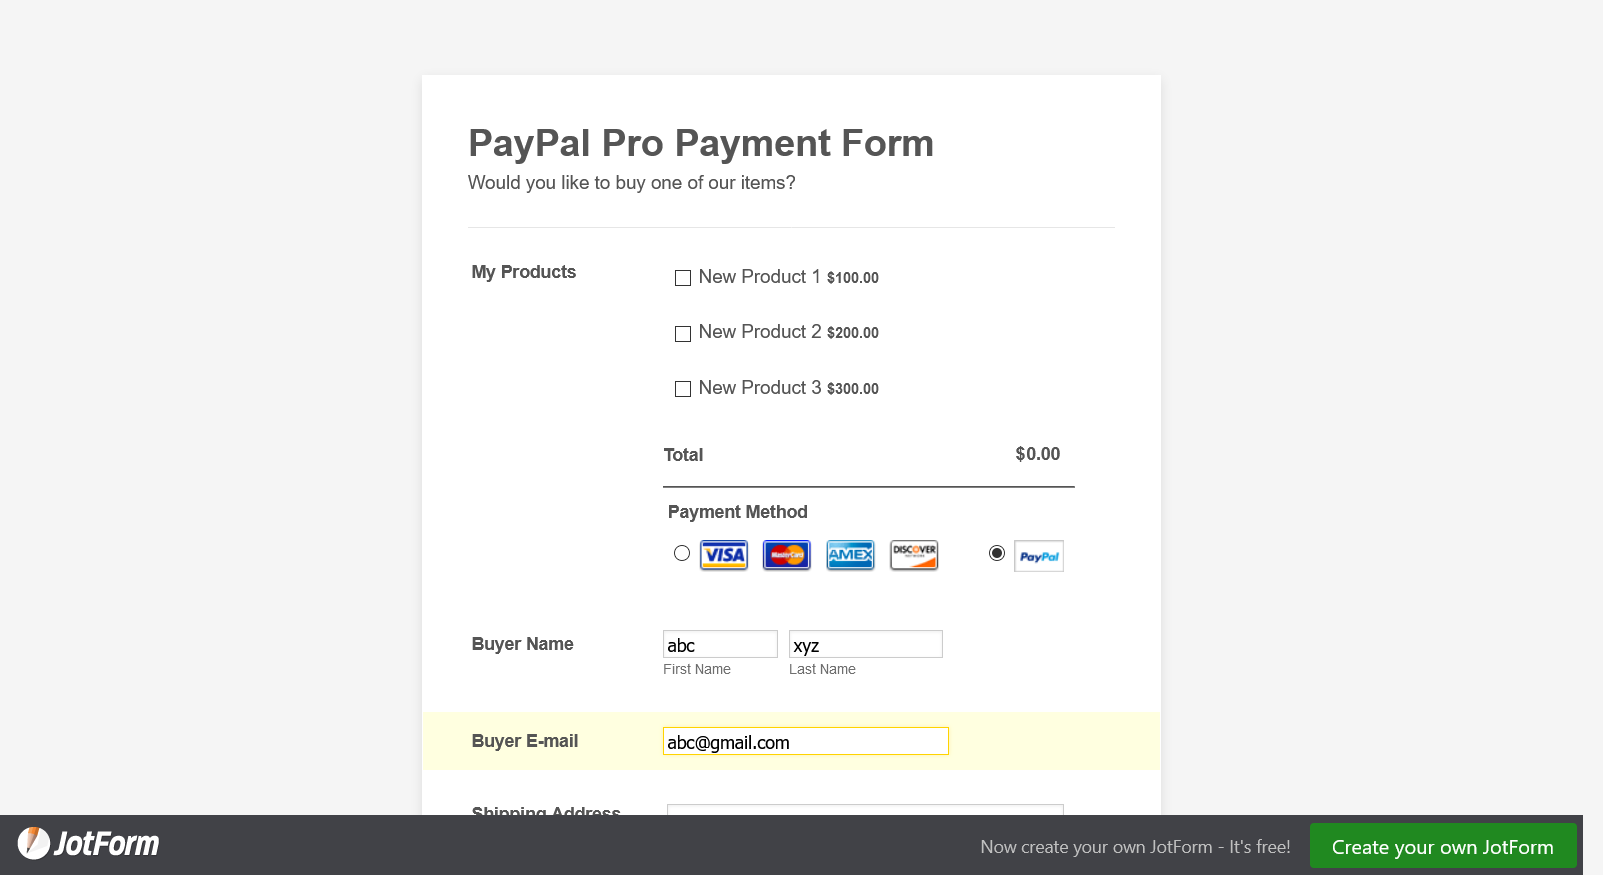 PayPal Pro Payment Form
Would you like to buy one of our items?
My Products
New Product 1 $100.00
New Product 2 $200.00
New Product 3 $300.00
Total $0.00
Payment Method
VISA MasterCard AMEX DISCOVER NETWORK PayPal
Buyer Name abc xyz
First Name Last Name
Buyer E-mail abc@gmail.com
Shipping Address
JotForm Now create your own JotForm - It's free! Create your own JotForm